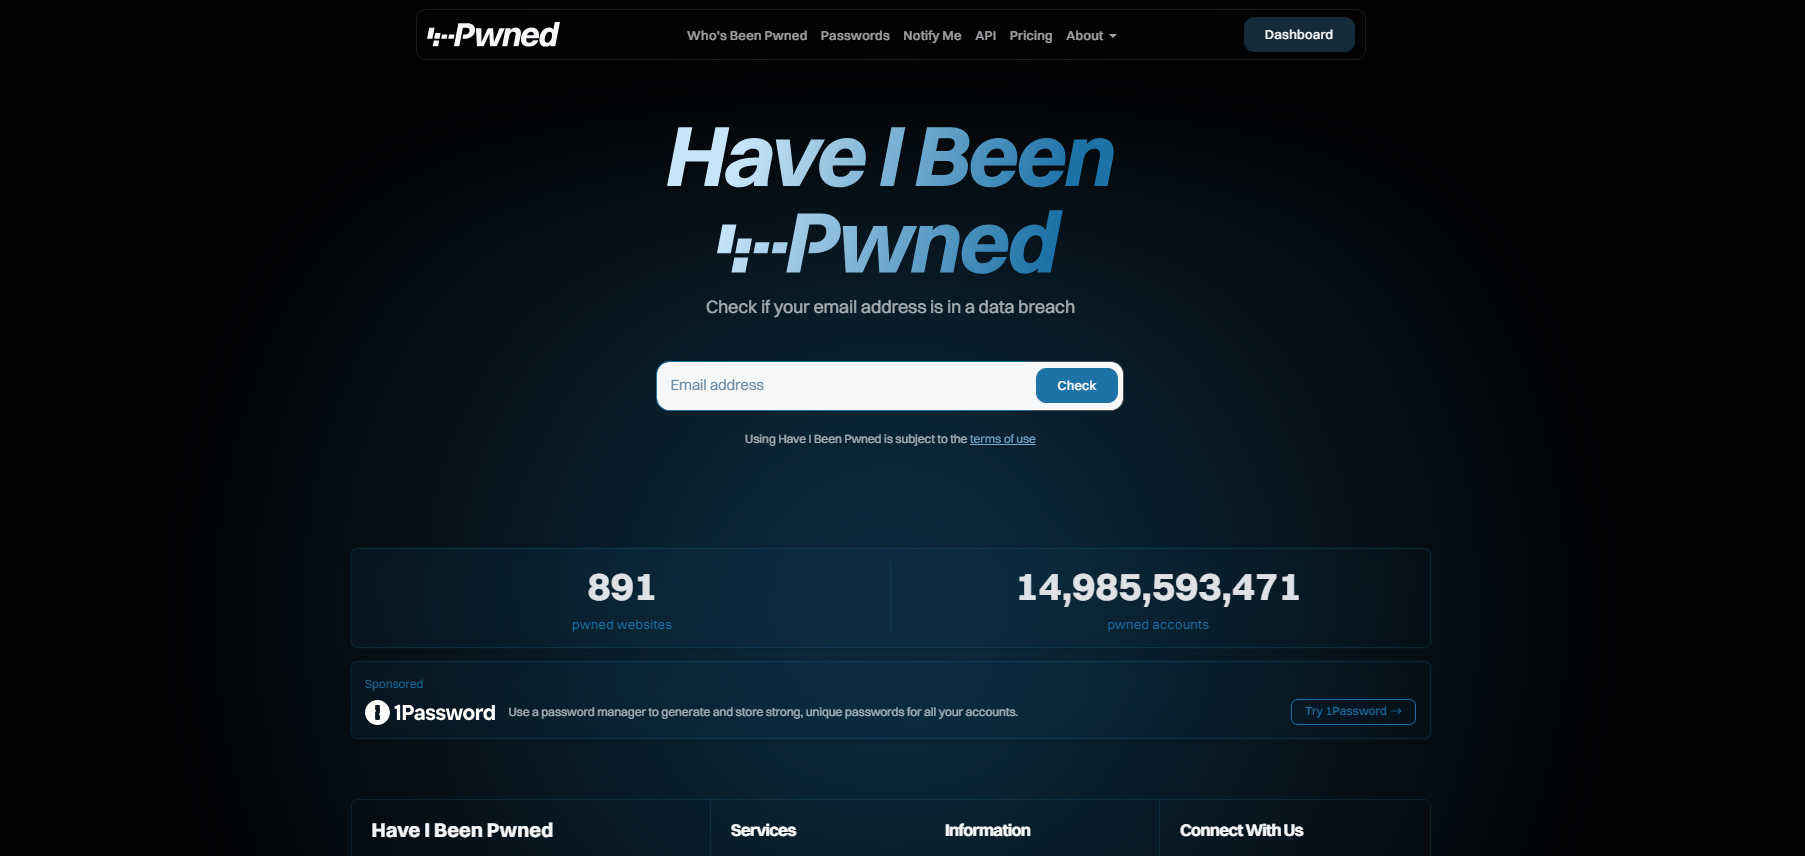 Pwned
Who's Been Pwned
Passwords
Notify Me
API
Pricing
About
Dashboard
Have I Been
Pwned
Check if your email address is in a data breach
Email address
Check
Using Have I Been Pwned is subject to the terms of use
891
pwned websites
14,985,593,471
pwned accounts
Sponsored
1Password
Use a password manager to generate and store strong, unique passwords for all your accounts.
Try 1Password →
Have I Been Pwned
Services
Information
Connect With Us